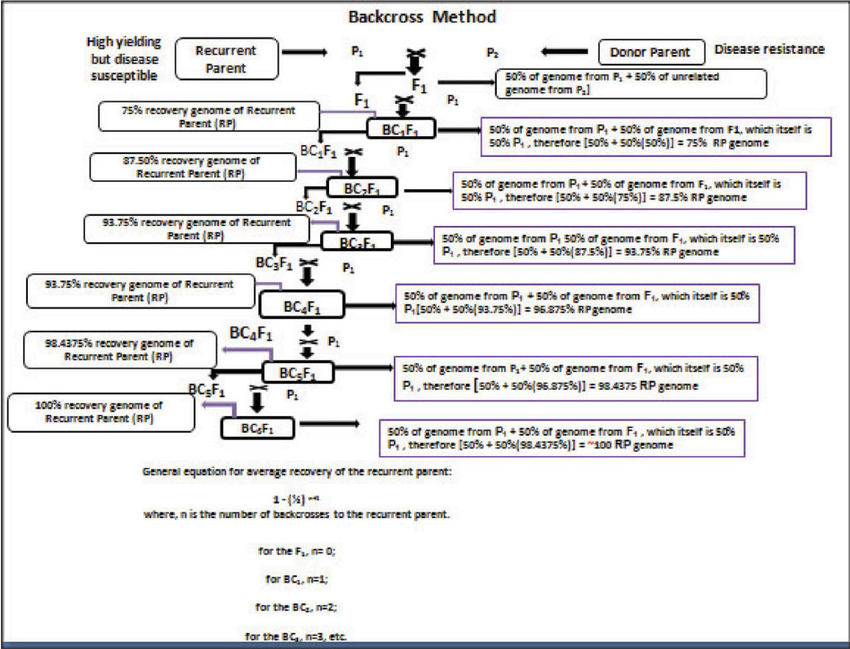 Backcross Method
High yielding
but disease
susceptible
Recurrent
Parent
P₁
P₂
Donor Parent
Disease resistance
F₁
F₁
P₁
50% of genome from P₁ + 50% of unrelated
genome from P₂]
75% recovery genome of Recurrent
Parent (RP)
BC₁F₁
50% of genome from P₁ + 50% of genome from F1, which itself is
50% P₁ , therefore [50% + 50%(50%)] = 75% RP genome
BC₁F₁
P₁
87.50% recovery genome of
Recurrent Parent (RP)
BC₂F₁
50% of genome from P₁ + 50% of genome from F₁, which itself is
50% P₁ , therefore [50% + 50%(75%) = 87.5% RP genome
BC₂F₁
P₁
93.75% recovery genome of Recurrent
Parent (RP)
BC₃F₁
50% of genome from P₁ 50% of genome from F₁, which itself is 50%
P₁ , therefore [50% + 50%(87.5%) = 93.75% RP genome
BC₃F₁
P₁
93.75% recovery genome of Recurrent
Parent (RP)
BC₄F₁
50% of genome from P₁ + 50% of genome from F₁, which itself is 50%
P₁[50% + 50%(93.75%)] = 96.875% RP genome
BC₄F₁
P₁
98.4375% recovery genome of
Recurrent Parent (RP)
BC₅F₁
50% of genome from P₁+ 50% of genome from F₁, which itself is 50%
P₁ , therefore [50% + 50%(96.875%)] = 98.4375 RP genome
BC₅F₁
P₁
100% recovery genome of
Recurrent Parent (RP)
BC₆F₁
50% of genome from P₁ + 50% of genome from F₁ , which itself is 50%
P₁ , therefore [50% + 50%(98.4375%)] = ~100 RP genome
General equation for average recovery of the recurrent parent:
1 - (½)
where, n is the number of backcrosses to the recurrent parent.
for the F₁, n= 0;
for BC₁, n=1;
for the BC₂, n=2;
for the BC₃, n=3, etc.